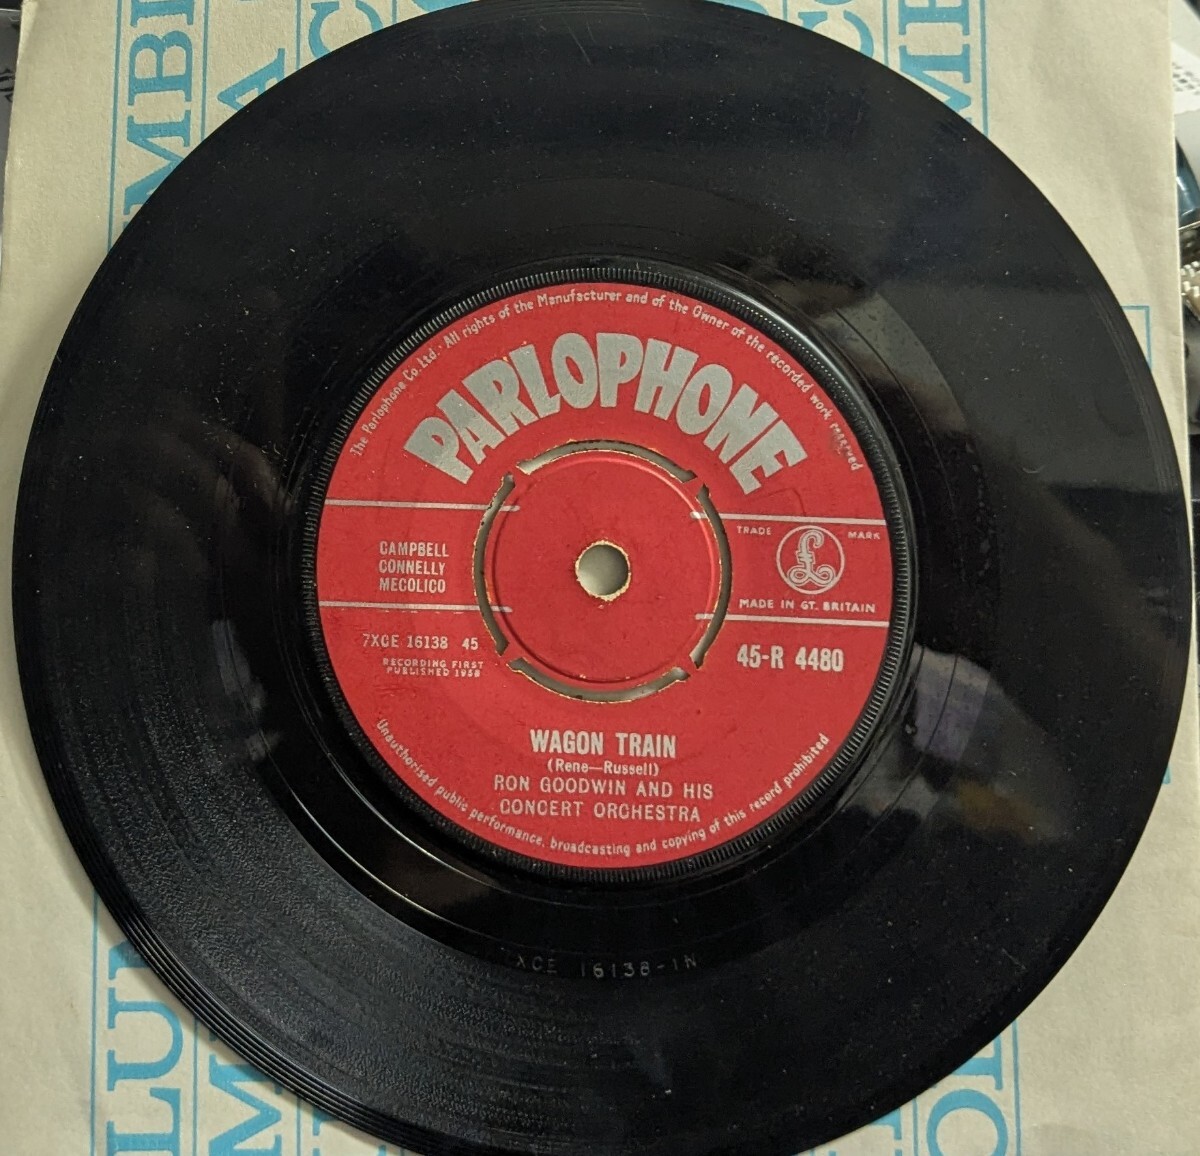 The Parlophone Co. Ltd. · All rights of the Manufacturer and of the Owner of the recorded work reserved
PARLOPHONE
CAMPBELL
CONNELLY
MECOLICO
TRADE MARK
£
MADE IN GT. BRITAIN
7XCE 16138 45
RECORDING FIRST
PUBLISHED 1958
45-R 4480
WAGON TRAIN
(Rene—Russell)
RON GOODWIN AND HIS
CONCERT ORCHESTRA
Unauthorised public performance, broadcasting and copying of this record prohibited
XCE 16138-1N